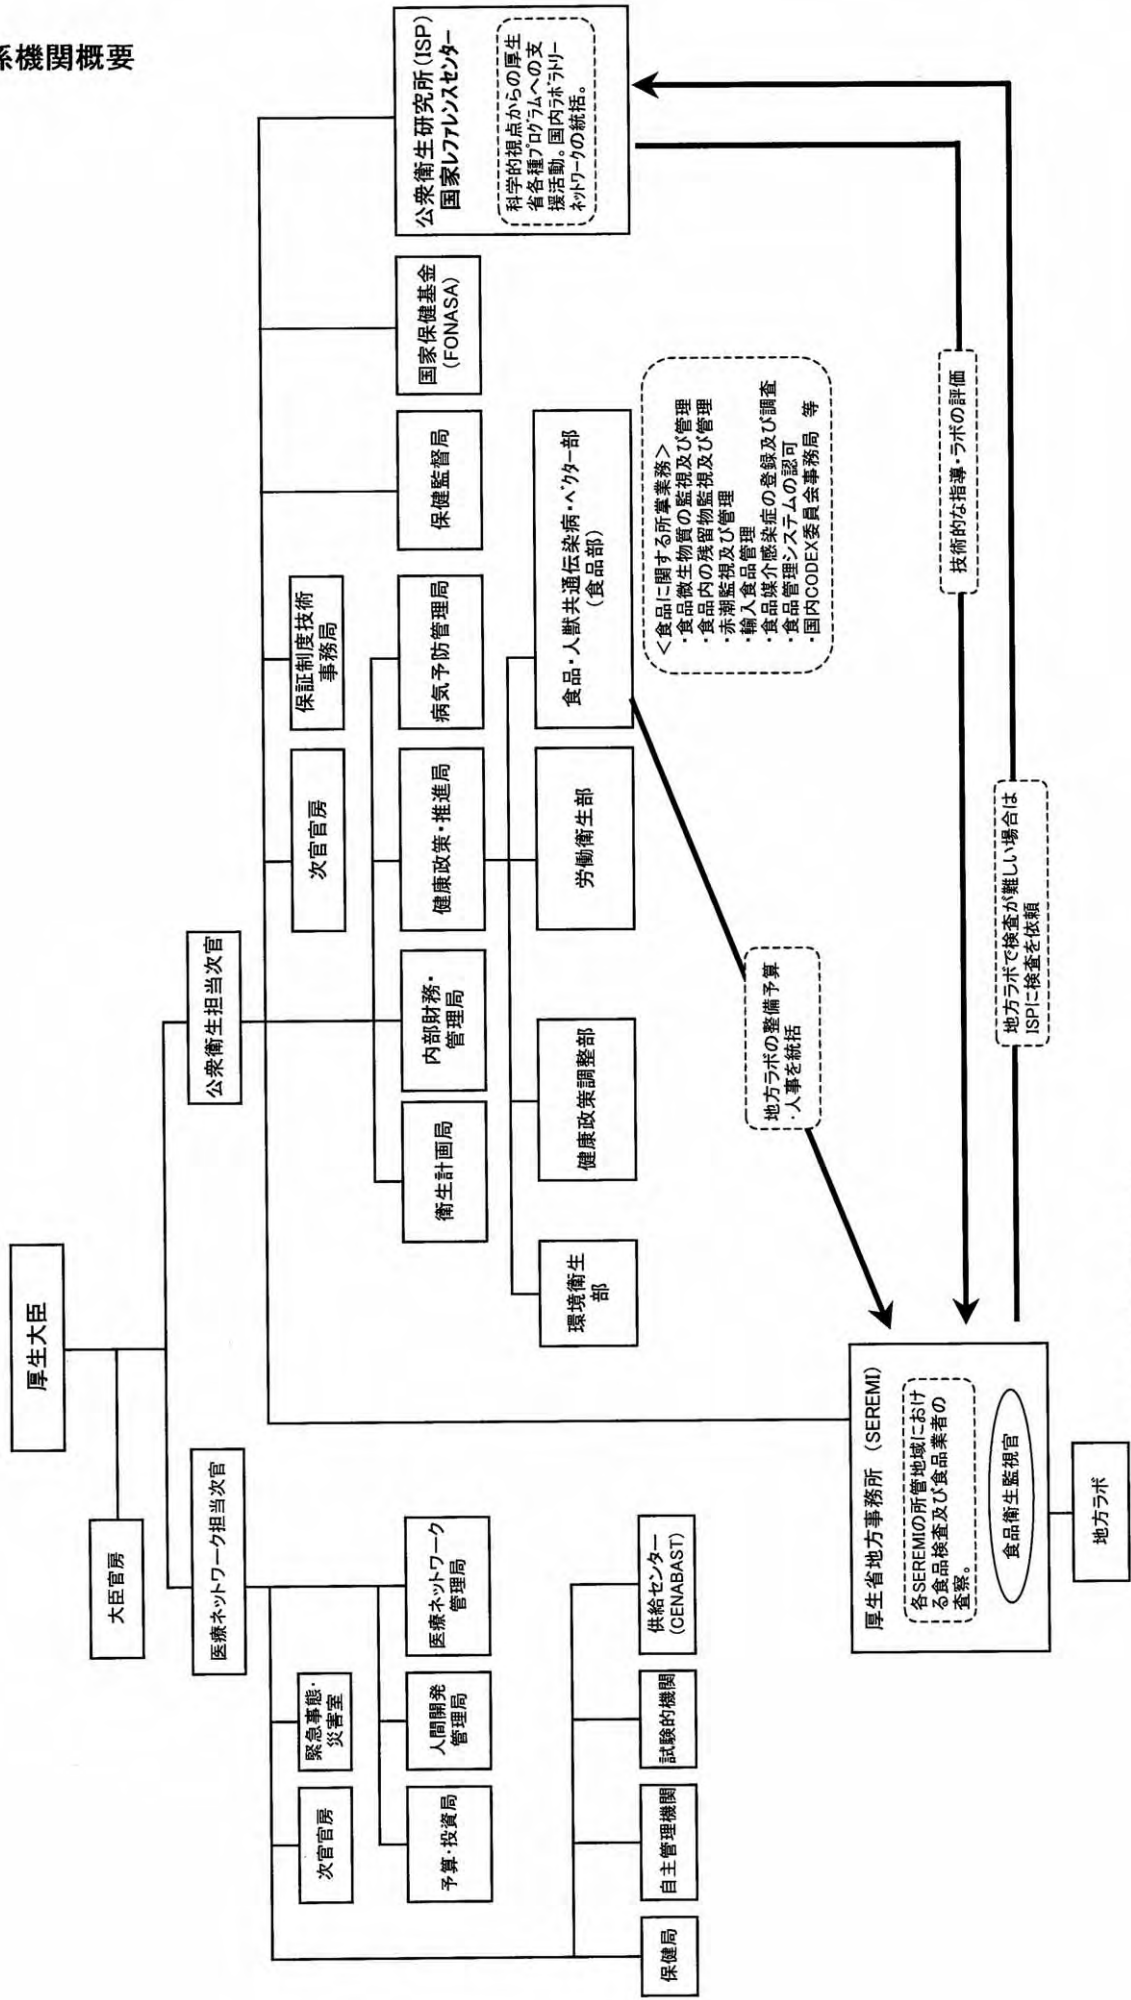 係機関概要
厚生大臣
大臣官房
医療ネットワーク担当次官
公衆衛生担当次官
緊急事態・
災害室
次官官房
医療ネットワーク
管理局
人間開発
管理局
予算・投資局
供給センター
(CENABAST)
試験的機関
自主管理機関
保健局
次官官房
保証制度技術
事務局
衛生計画局
内部財務・
管理局
健康政策・推進局
病気予防管理局
保健監督局
国家保健基金
(FONASA)
公衆衛生研究所(ISP)
国家レファレンスセンター
科学的視点からの厚生
省各種プログラムへの支
援活動。国内ラボラトリー
ネットワークの統括。
環境衛生
部
健康政策調整部
労働衛生部
食品・人獣共通伝染病・ベクター部
(食品部)
<食品に関する所掌業務>
・食品微生物質の監視及び管理
・食品内の残留物監視及び管理
・赤潮監視及び管理
・輸入食品管理
・食品媒介感染症の登録及び調査
・食品管理システムの認可
・国内CODEX委員会事務局 等
地方ラボの整備予算
・人事を統括
技術的な指導・ラボの評価
地方ラボで検査が難しい場合は
ISPに検査を依頼
厚生省地方事務所 (SEREMI)
各SEREMIの所管地域におけ
る食品検査及び食品業者の
査察。
食品衛生監視官
地方ラボ